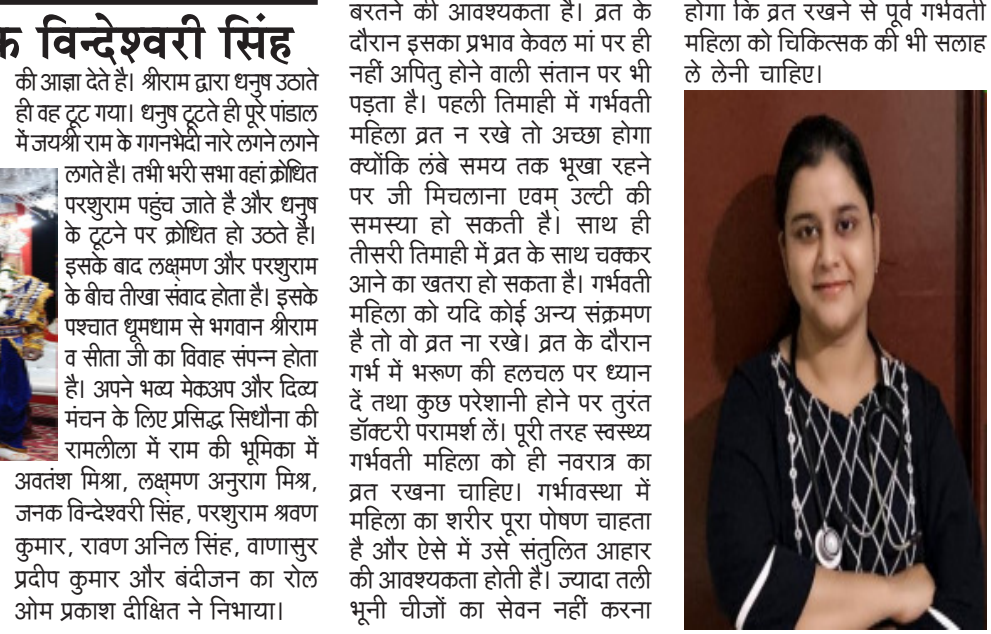 क विन्देश्वरी सिंह
की आज्ञा देते है। श्रीराम द्वारा धनुष उठाते
ही वह टूट गया। धनुष टूटते ही पूरे पांडाल
में जयश्री राम के गगनभेदी नारे लगने लगने
लगते है। तभी भरी सभा वहां क्रोधित
परशुराम पहुंच जाते है और धनुष
के टूटने पर क्रोधित हो उठते है।
इसके बाद लक्ष्मण और परशुराम
के बीच तीखा संवाद होता है। इसके
पश्चात धूमधाम से भगवान श्रीराम
व सीता जी का विवाह संपन्न होता
है। अपने भव्य मेकअप और दिव्य
मंचन के लिए प्रसिद्ध सिधौना की
रामलीला में राम की भूमिका में
अवतंश मिश्रा, लक्ष्मण अनुराग मिश्र,
जनक विन्देश्वरी सिंह, परशुराम श्रवण
कुमार, रावण अनिल सिंह, वाणासुर
प्रदीप कुमार और बंदीजन का रोल
ओम प्रकाश दीक्षित ने निभाया।
बरतने की आवश्यकता है। व्रत के
दौरान इसका प्रभाव केवल मां पर ही
नहीं अपितु होने वाली संतान पर भी
पड़ता है। पहली तिमाही में गर्भवती
महिला व्रत न रखे तो अच्छा होगा
क्योंकि लंबे समय तक भूखा रहने
पर जी मिचलाना एवम् उल्टी की
समस्या हो सकती है। साथ ही
तीसरी तिमाही में व्रत के साथ चक्कर
आने का खतरा हो सकता है। गर्भवती
महिला को यदि कोई अन्य संक्रमण
है तो वो व्रत ना रखे। व्रत के दौरान
गर्भ में भरूण की हलचल पर ध्यान
दें तथा कुछ परेशानी होने पर तुरंत
डॉक्टरी परामर्श लें। पूरी तरह स्वस्थ्य
गर्भवती महिला को ही नवरात्र का
व्रत रखना चाहिए। गर्भावस्था में
महिला का शरीर पूरा पोषण चाहता
है और ऐसे में उसे संतुलित आहार
की आवश्यकता होती है। ज्यादा तली
भूनी चीजों का सेवन नहीं करना
होगा कि व्रत रखने से पूर्व गर्भवती
महिला को चिकित्सक की भी सलाह
ले लेनी चाहिए।